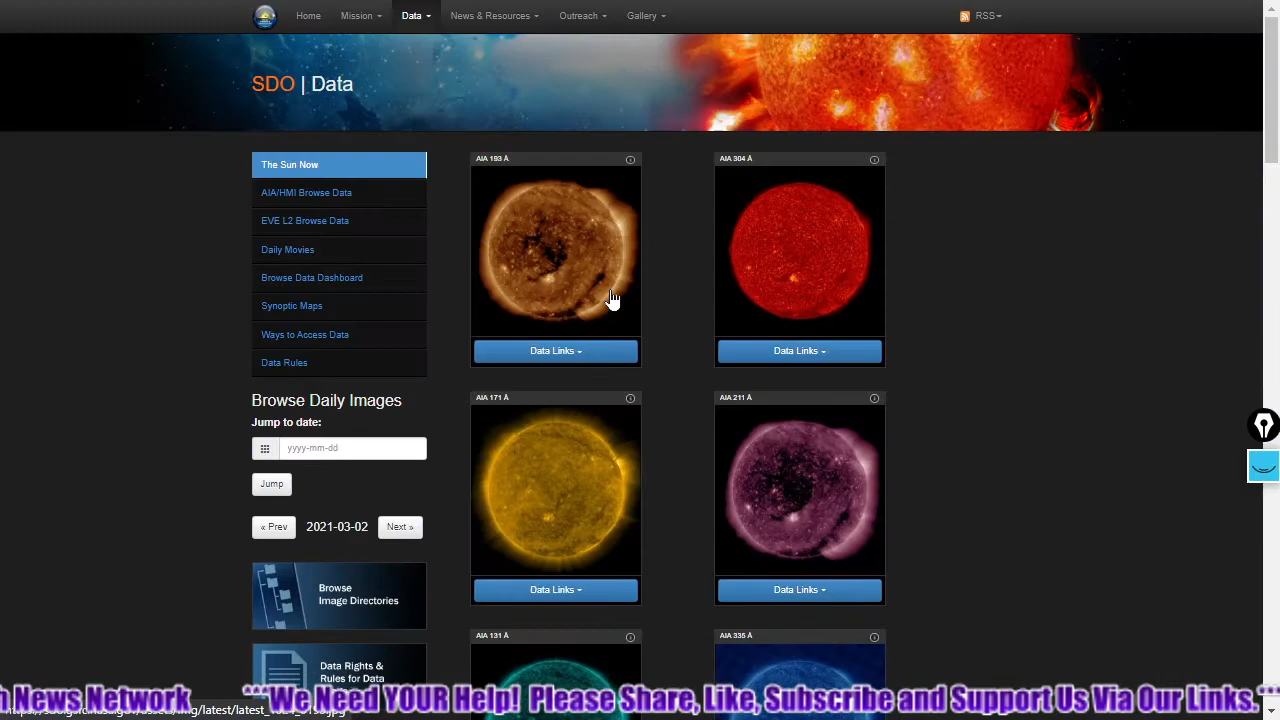 Home Mission Data News & Resources Outreach Gallery RSS
SDO | Data
The Sun Now
AIA/HMI Browse Data
EVE L2 Browse Data
Daily Movies
Browse Data Dashboard
Synoptic Maps
Ways to Access Data
Data Rules
Browse Daily Images
Jump to date:
yyyy-mm-dd
Jump
« Prev 2021-03-02 Next »
Browse
Image Directories
Data Rights &
Rules for Data
AIA 193 Å
Data Links
AIA 304 Å
Data Links
AIA 171 Å
Data Links
AIA 211 Å
Data Links
AIA 131 Å
AIA 335 Å
News Network ***We Need YOUR Help! Please Share, Like, Subscribe and Support Us Via Our Links.***